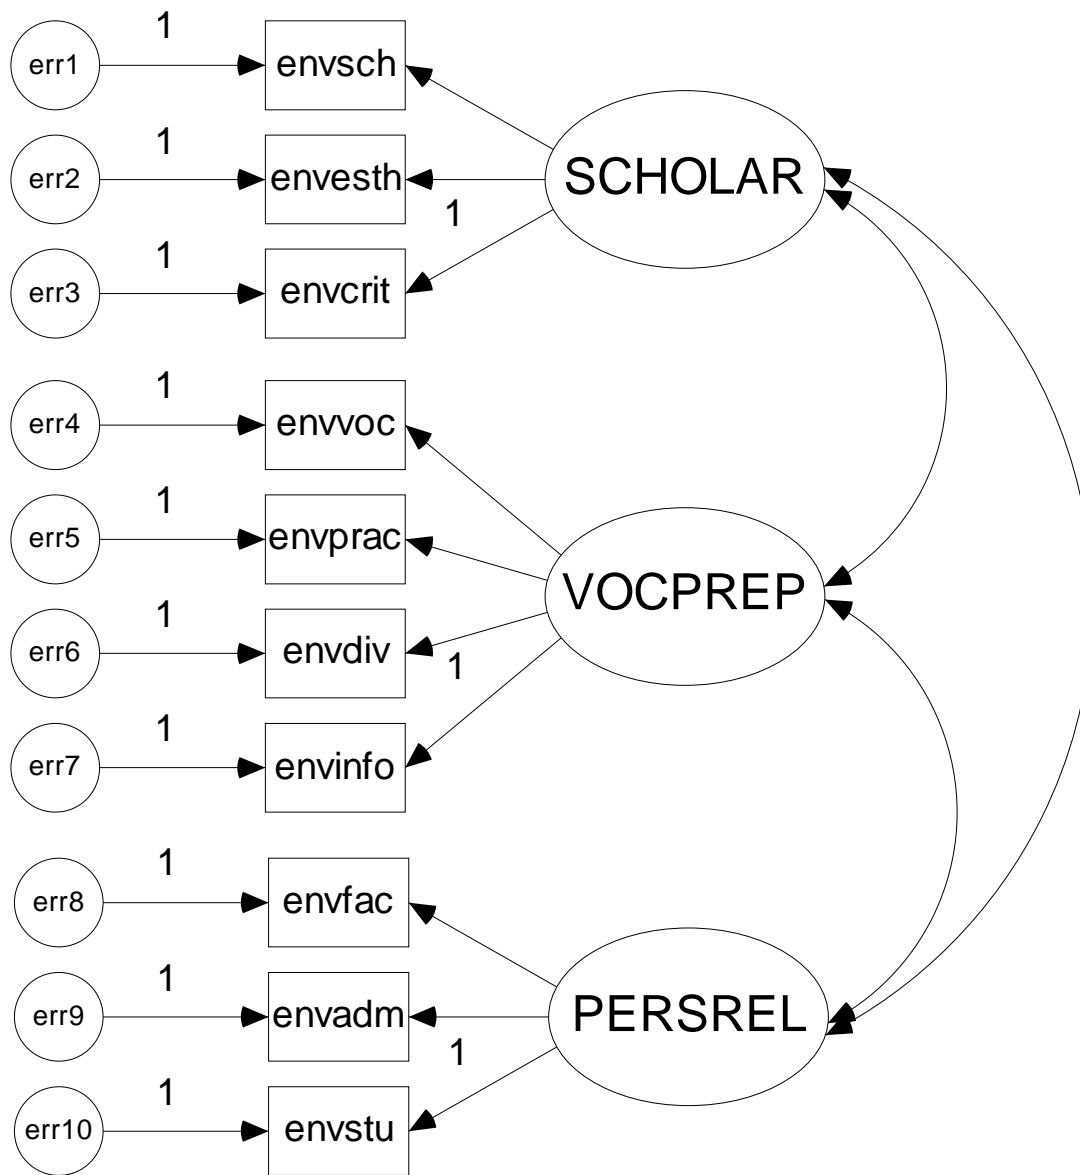 1
err1
envsch
1
err2
envesth
SCHOLAR
1
1
err3
envcrit
1
err4
envvoc
1
err5
envprac
VOCPREP
1
err6
envdiv
1
1
err7
envinfo
1
err8
envfac
1
err9
envadm
PERSREL
1
1
err10
envstu